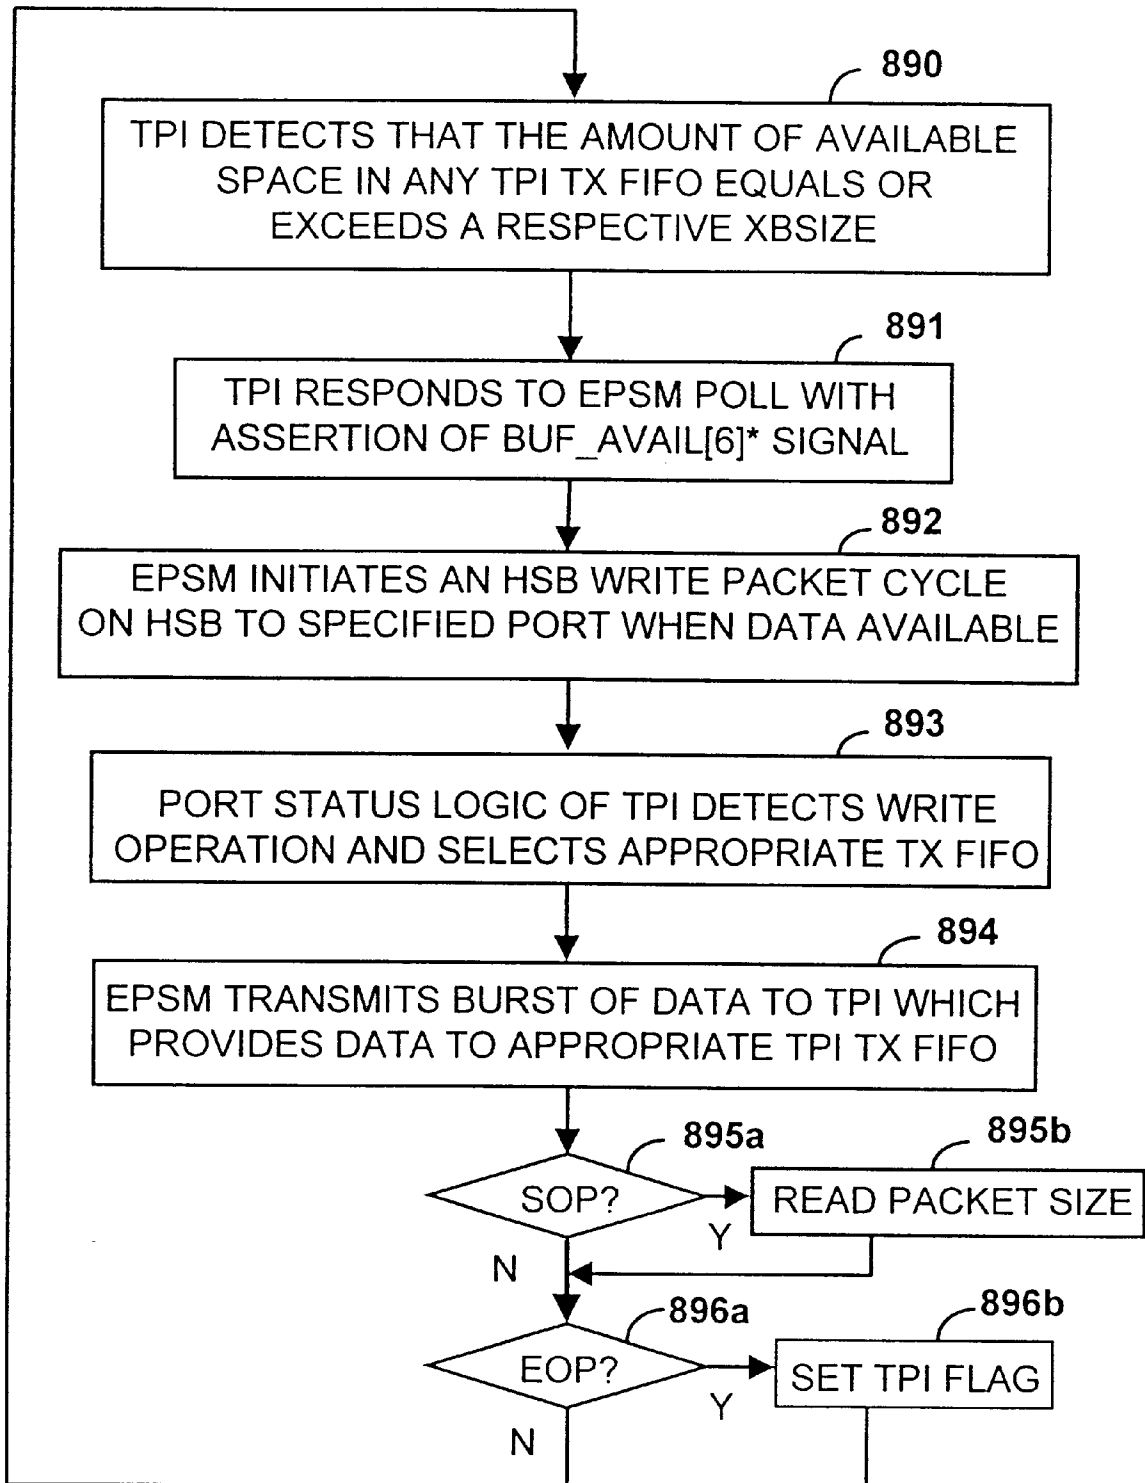 890
TPI DETECTS THAT THE AMOUNT OF AVAILABLE
SPACE IN ANY TPI TX FIFO EQUALS OR
EXCEEDS A RESPECTIVE XBSIZE
891
TPI RESPONDS TO EPSM POLL WITH
ASSERTION OF BUF_AVAIL[6]* SIGNAL
892
EPSM INITIATES AN HSB WRITE PACKET CYCLE
ON HSB TO SPECIFIED PORT WHEN DATA AVAILABLE
893
PORT STATUS LOGIC OF TPI DETECTS WRITE
OPERATION AND SELECTS APPROPRIATE TX FIFO
894
EPSM TRANSMITS BURST OF DATA TO TPI WHICH
PROVIDES DATA TO APPROPRIATE TPI TX FIFO
895a
895b
SOP?
READ PACKET SIZE
Y
N
896a
896b
EOP?
SET TPI FLAG
Y
N